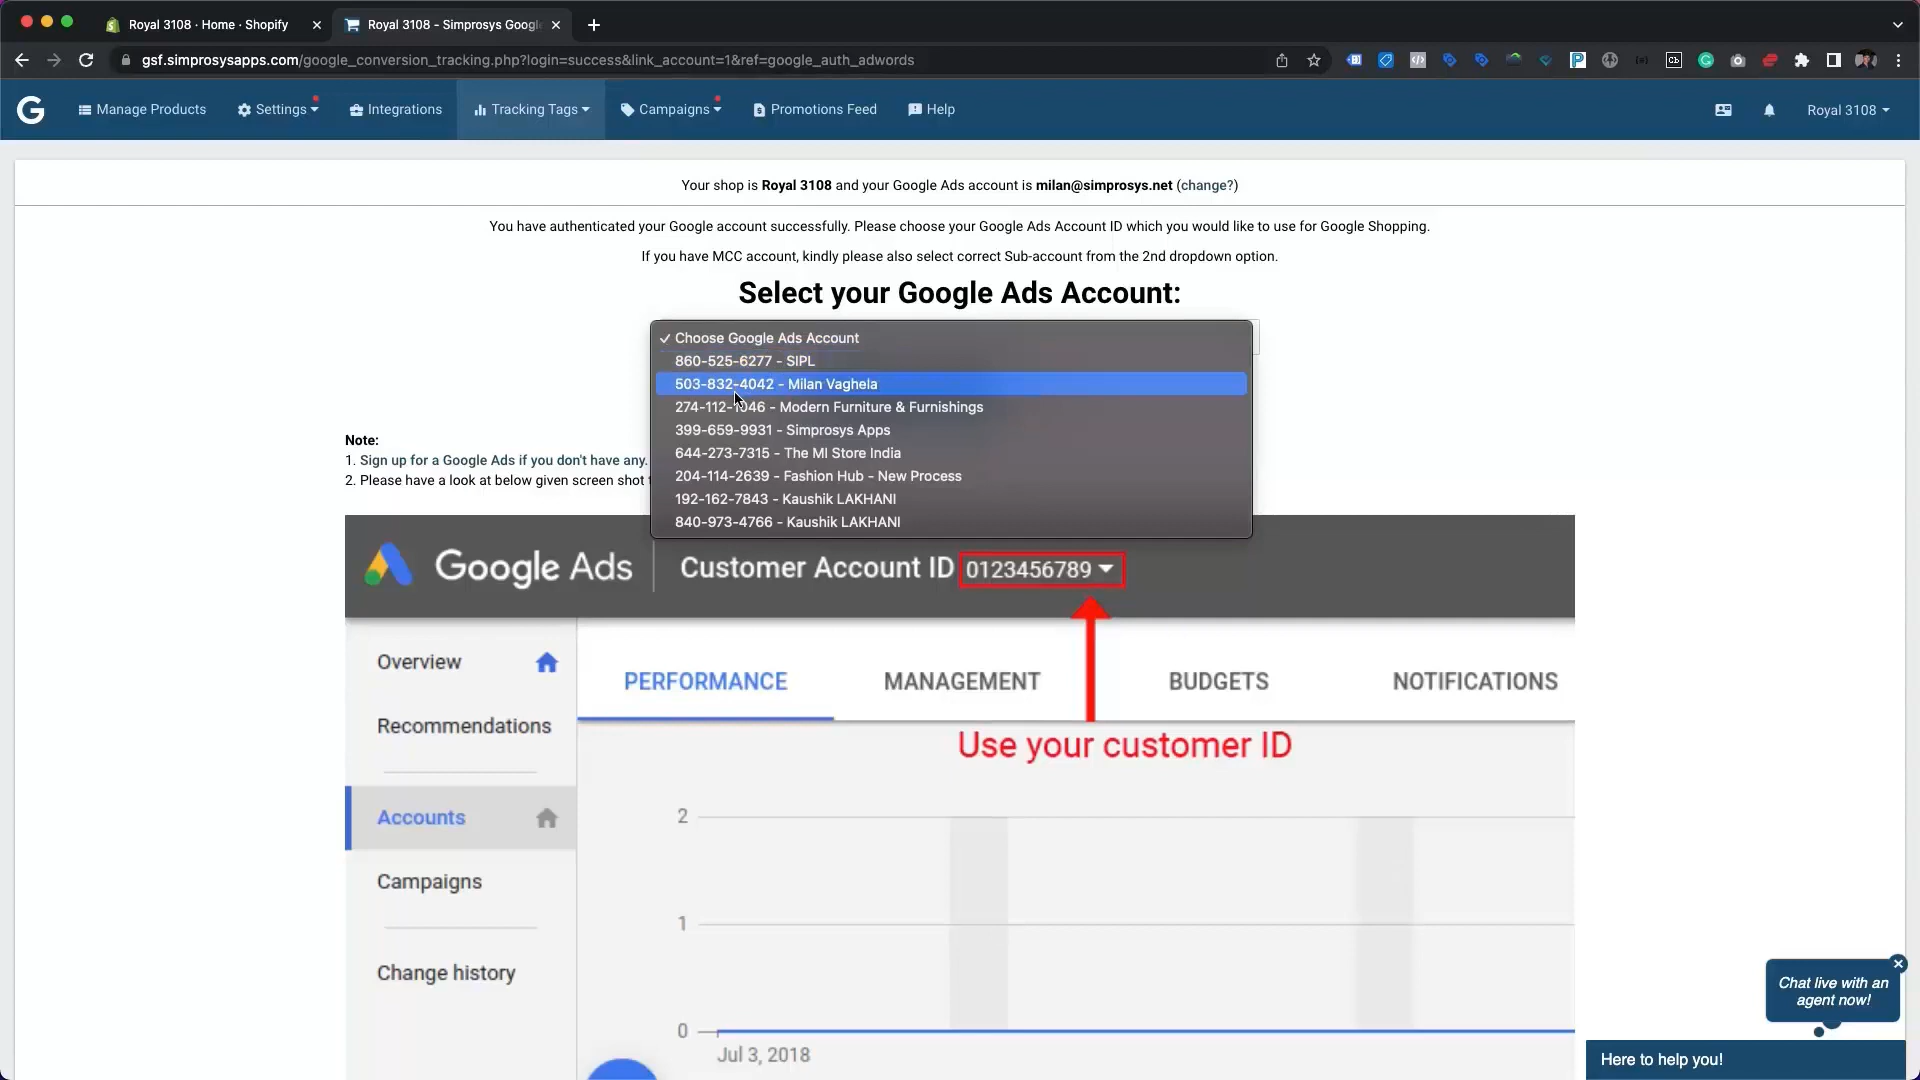 Royal 3108 · Home · Shopify
Royal 3108 - Simprosys Googl
gsf.simprosysapps.com/google_conversion_tracking.php?login=success&link_account=1&ref=google_auth_adwords
Manage Products
Settings
Integrations
Tracking Tags
Campaigns
Promotions Feed
Help
Royal 3108
Your shop is Royal 3108 and your Google Ads account is milan@simprosys.net (change?)
You have authenticated your Google account successfully. Please choose your Google Ads Account ID which you would like to use for Google Shopping.
If you have MCC account, kindly please also select correct Sub-account from the 2nd dropdown option.
Select your Google Ads Account:
✓ Choose Google Ads Account
860-525-6277 - SIPL
503-832-4042 - Milan Vaghela
274-112-1046 - Modern Furniture & Furnishings
399-659-9931 - Simprosys Apps
644-273-7315 - The MI Store India
204-114-2639 - Fashion Hub - New Process
192-162-7843 - Kaushik LAKHANI
840-973-4766 - Kaushik LAKHANI
Note:
1. Sign up for a Google Ads if you don't have any.
2. Please have a look at below given screen shot
Google Ads
Customer Account ID 0123456789
Overview
Recommendations
Accounts
Campaigns
Change history
PERFORMANCE
MANAGEMENT
BUDGETS
NOTIFICATIONS
Use your customer ID
2
1
0
Jul 3, 2018
Chat live with an
agent now!
Here to help you!